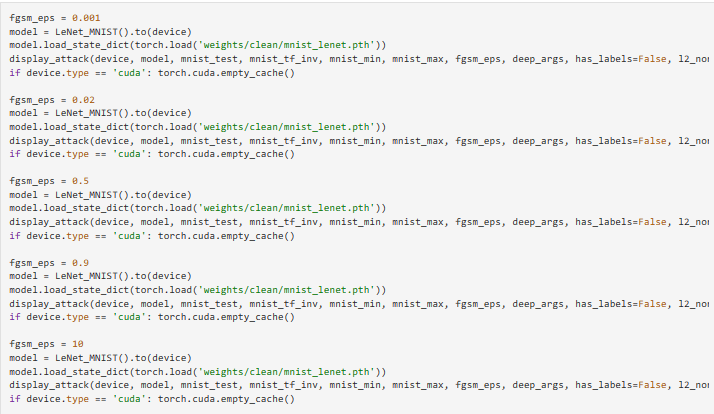 fgsm_eps = 0.001
model = LeNet_MNIST().to(device)
model.load_state_dict(torch.load('weights/clean/mnist_lenet.pth'))
display_attack(device, model, mnist_test, mnist_tf_inv, mnist_min, mnist_max, fgsm_eps, deep_args, has_labels=False, l2_nor
if device.type == 'cuda': torch.cuda.empty_cache()
fgsm_eps = 0.02
model = LeNet_MNIST().to(device)
model.load_state_dict(torch.load('weights/clean/mnist_lenet.pth'))
display_attack(device, model, mnist_test, mnist_tf_inv, mnist_min, mnist_max, fgsm_eps, deep_args, has_labels=False, l2_nor
if device.type == 'cuda': torch.cuda.empty_cache()
fgsm_eps = 0.5
model = LeNet_MNIST().to(device)
model.load_state_dict(torch.load('weights/clean/mnist_lenet.pth'))
display_attack(device, model, mnist_test, mnist_tf_inv, mnist_min, mnist_max, fgsm_eps, deep_args, has_labels=False, l2_nor
if device.type == 'cuda': torch.cuda.empty_cache()
fgsm_eps = 0.9
model = LeNet_MNIST().to(device)
model.load_state_dict(torch.load('weights/clean/mnist_lenet.pth'))
display_attack(device, model, mnist_test, mnist_tf_inv, mnist_min, mnist_max, fgsm_eps, deep_args, has_labels=False, l2_nor
if device.type == 'cuda': torch.cuda.empty_cache()
fgsm_eps = 10
model = LeNet_MNIST().to(device)
model.load_state_dict(torch.load('weights/clean/mnist_lenet.pth'))
display_attack(device, model, mnist_test, mnist_tf_inv, mnist_min, mnist_max, fgsm_eps, deep_args, has_labels=False, l2_nor
if device.type == 'cuda': torch.cuda.empty_cache()